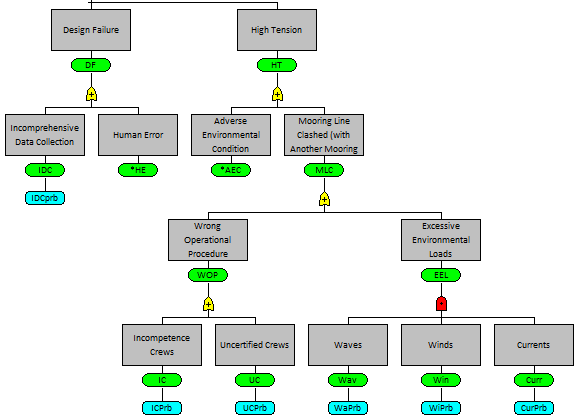 Design Failure
High Tension
DF
HT
+
+
Incomprehensive
Data Collection
Human Error
Adverse
Environmental
Condition
Mooring Line
Clashed (with
Another Mooring
IDC
*HE
*AEC
MLC
IDCprb
+
Wrong
Operational
Procedure
Excessive
Environmental
Loads
WOP
EEL
+
Incompetence
Crews
Uncertified Crews
Waves
Winds
Currents
IC
UC
Wav
Win
Curr
ICPrb
UCPrb
WaPrb
WiPrb
CurPrb